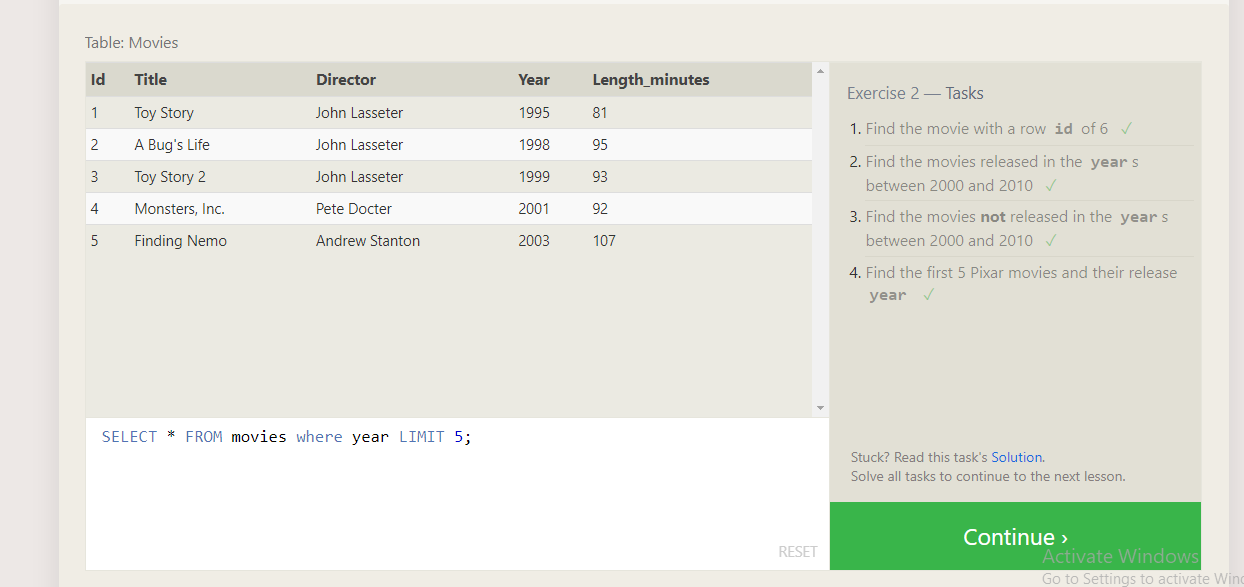 Table: Movies
Id Title Director Year Length_minutes
1 Toy Story John Lasseter 1995 81
2 A Bug's Life John Lasseter 1998 95
3 Toy Story 2 John Lasseter 1999 93
4 Monsters, Inc. Pete Docter 2001 92
5 Finding Nemo Andrew Stanton 2003 107
SELECT * FROM movies where year LIMIT 5;
RESET
Exercise 2 — Tasks
1. Find the movie with a row id of 6 ✓
2. Find the movies released in the year s
between 2000 and 2010 ✓
3. Find the movies not released in the year s
between 2000 and 2010 ✓
4. Find the first 5 Pixar movies and their release
year ✓
Stuck? Read this task's Solution.
Solve all tasks to continue to the next lesson.
Continue ›
Activate Windows
Go to Settings to activate